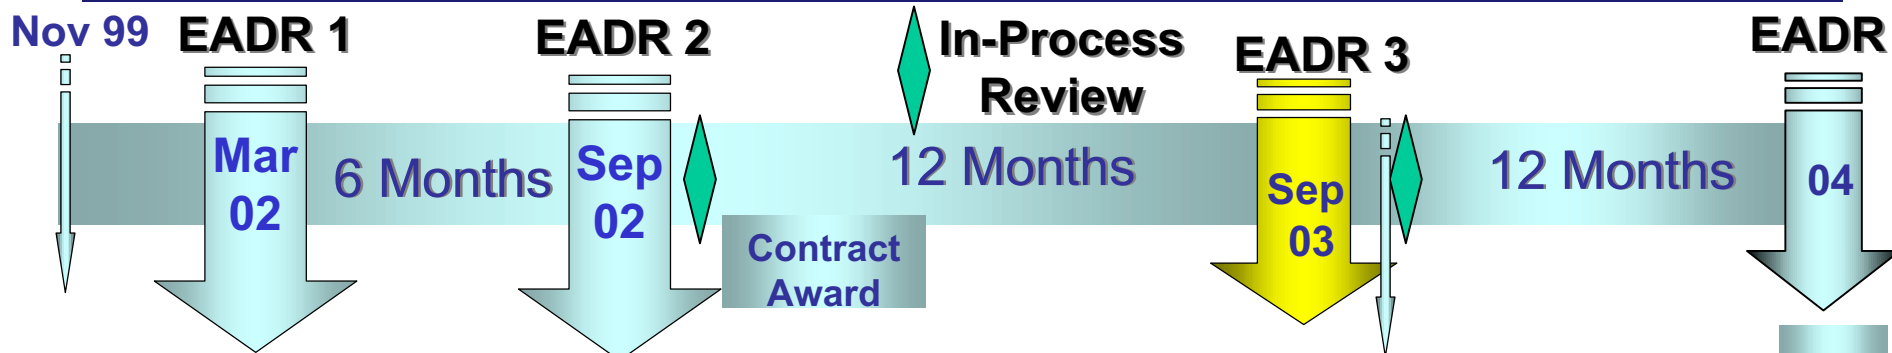 Nov 99
EADR 1
EADR 2
In-Process
Review
EADR 3
EADR
Mar
02
6 Months
Sep
02
12 Months
Sep
03
12 Months
04
Contract
Award